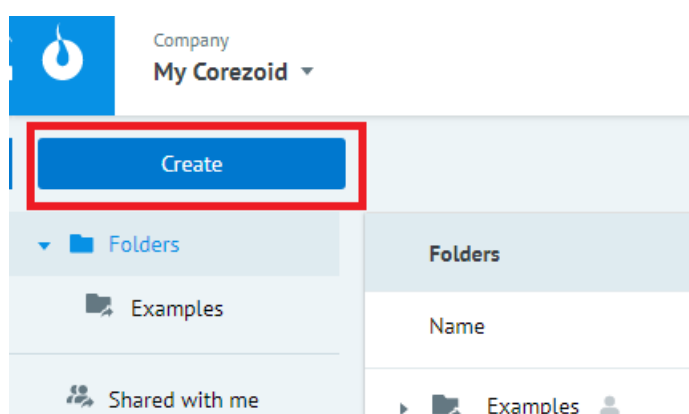 Company
My Corezoid
Create
Folders
Examples
Shared with me
Folders
Name
Examples